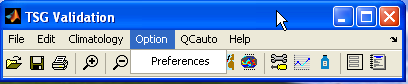 TSG Validation
File Edit Climatology Option QCauto Help
Preferences